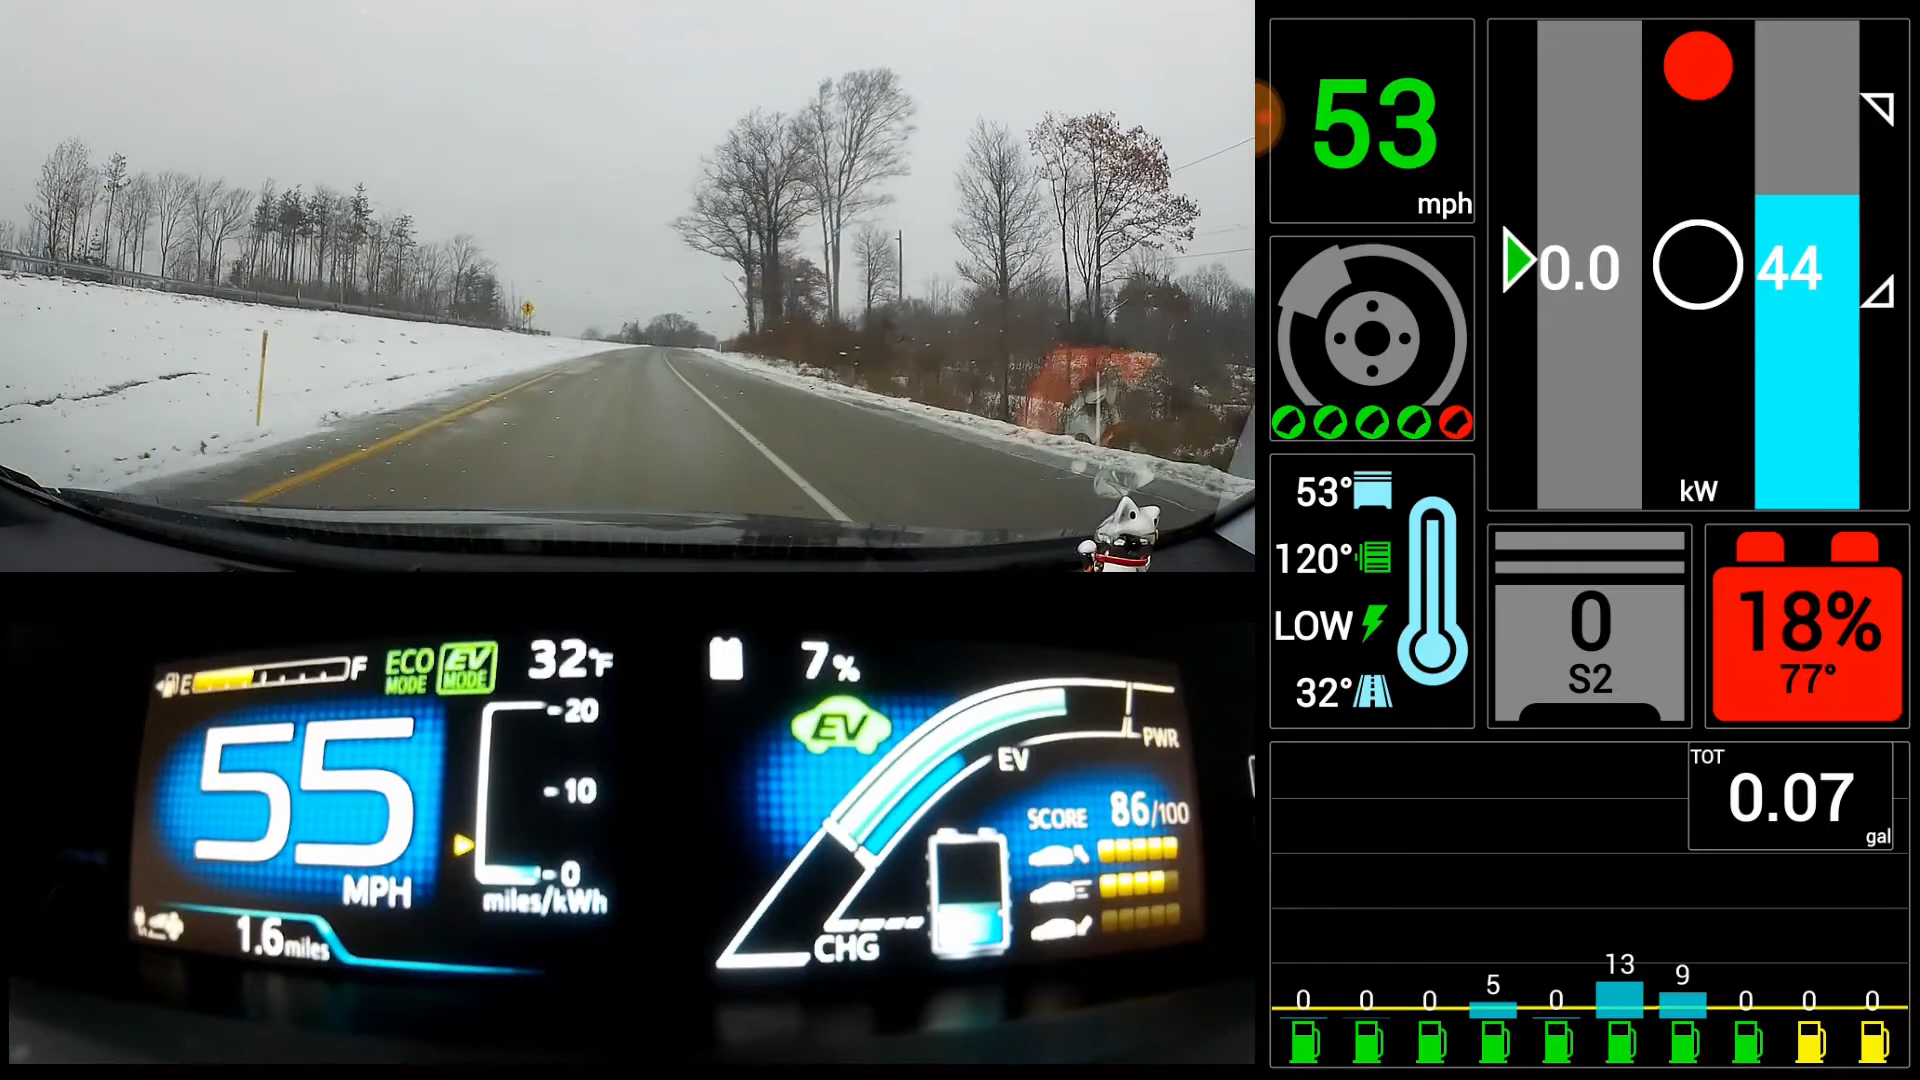 53
mph
0.0
44
kW
53°
120°
LOW
32°
0
S2
18%
77°
TOT
0.07
gal
0 0 0 5 0 13 9 0 0 0
E F
ECO
MODE
EV
MODE
32°F
55
MPH
20
10
0
miles/kWh
1.6 miles
7%
EV
PWR
EV
SCORE 86/100
CHG